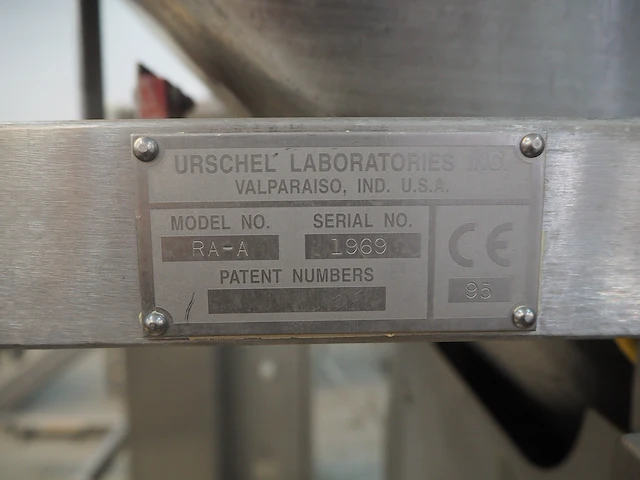 URSCHEL LABORATORIES INC.
VALPARAISO, IND. U.S.A.
MODEL NO. SERIAL NO.
RA-A 1969
PATENT NUMBERS
CE
95